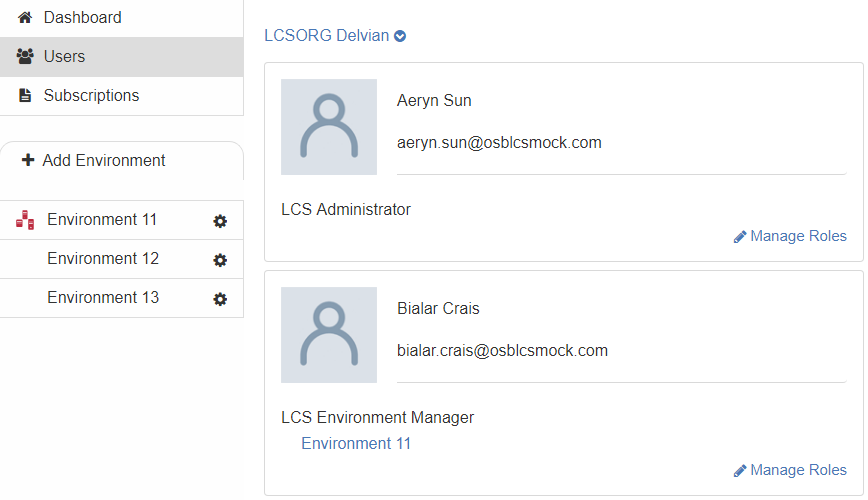 Dashboard
Users
Subscriptions
Add Environment
Environment 11
Environment 12
Environment 13
LCSORG Delvian
Aeryn Sun
aeryn.sun@osblcsmock.com
LCS Administrator
Manage Roles
Bialar Crais
bialar.crais@osblcsmock.com
LCS Environment Manager
Environment 11
Manage Roles